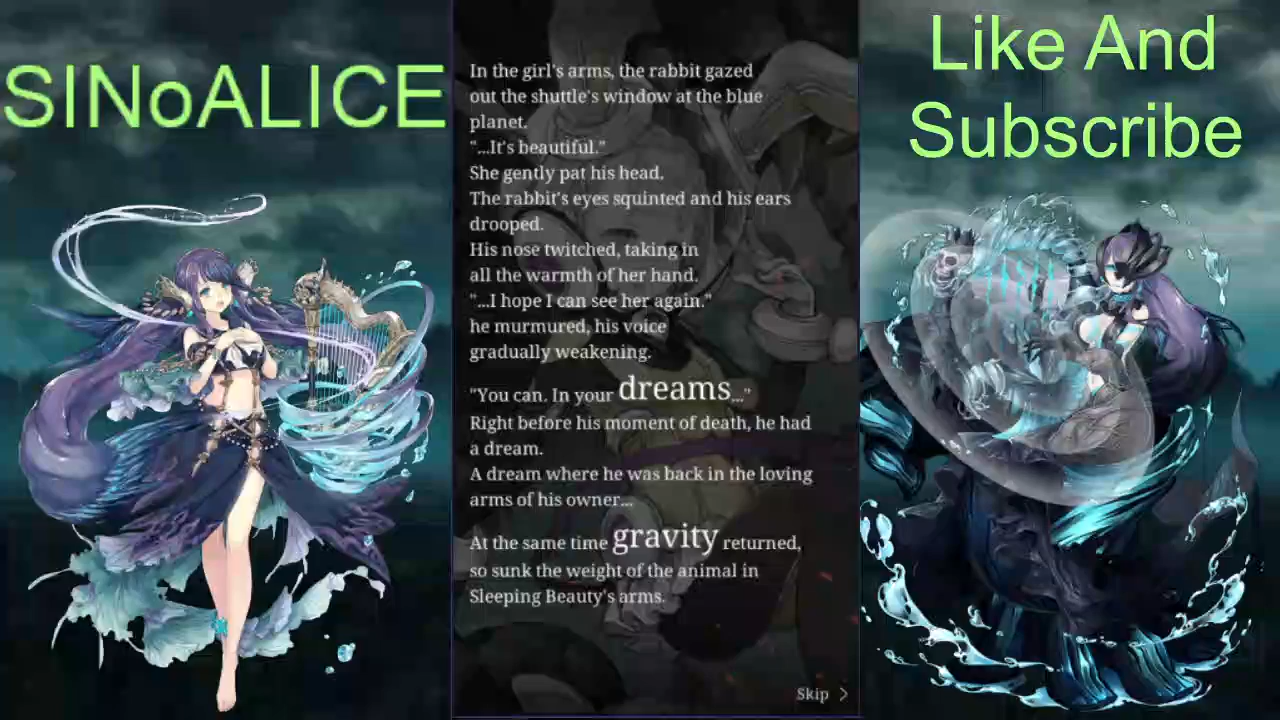 SINoALICE
In the girl's arms, the rabbit gazed
out the shuttle's window at the blue
planet.
"...It's beautiful."
She gently pat his head.
The rabbit's eyes squinted and his ears
drooped.
His nose twitched, taking in
all the warmth of her hand.
"...I hope I can see her again."
he murmured, his voice
gradually weakening.
"You can. In your dreams..."
Right before his moment of death, he had
a dream.
A dream where he was back in the loving
arms of his owner...
At the same time gravity returned,
so sunk the weight of the animal in
Sleeping Beauty's arms.
Skip >
Like And
Subscribe